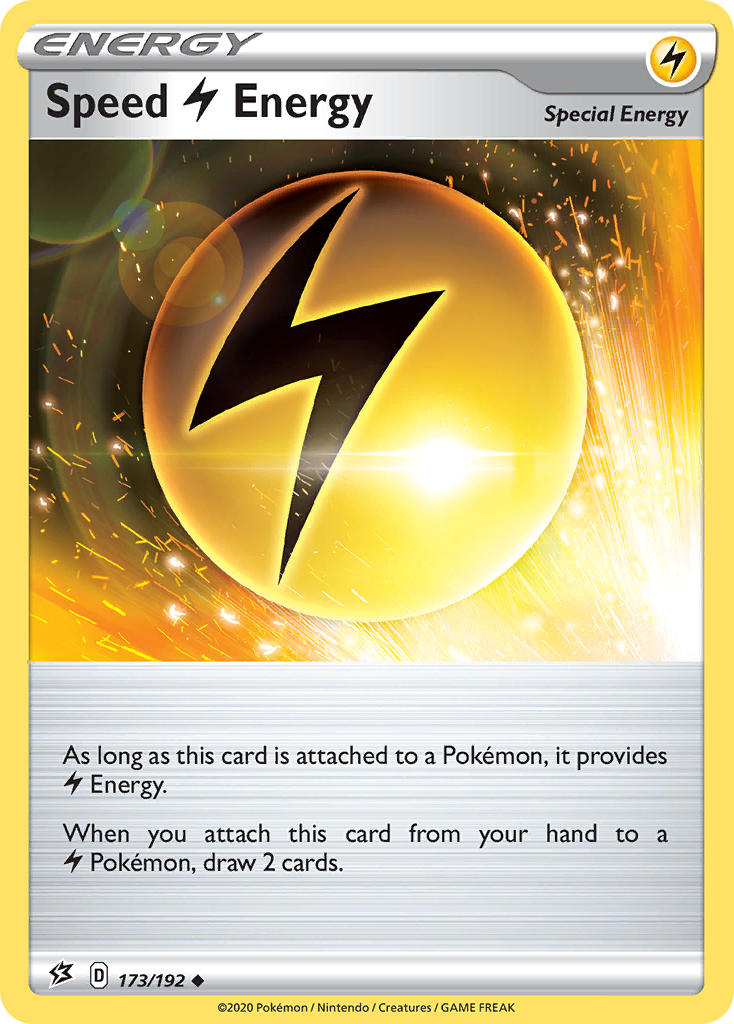 ENERGY
Speed Energy
Special Energy
As long as this card is attached to a Pokémon, it provides
Energy.
When you attach this card from your hand to a
Pokémon, draw 2 cards.
D 173/192
©2020 Pokémon / Nintendo / Creatures / GAME FREAK